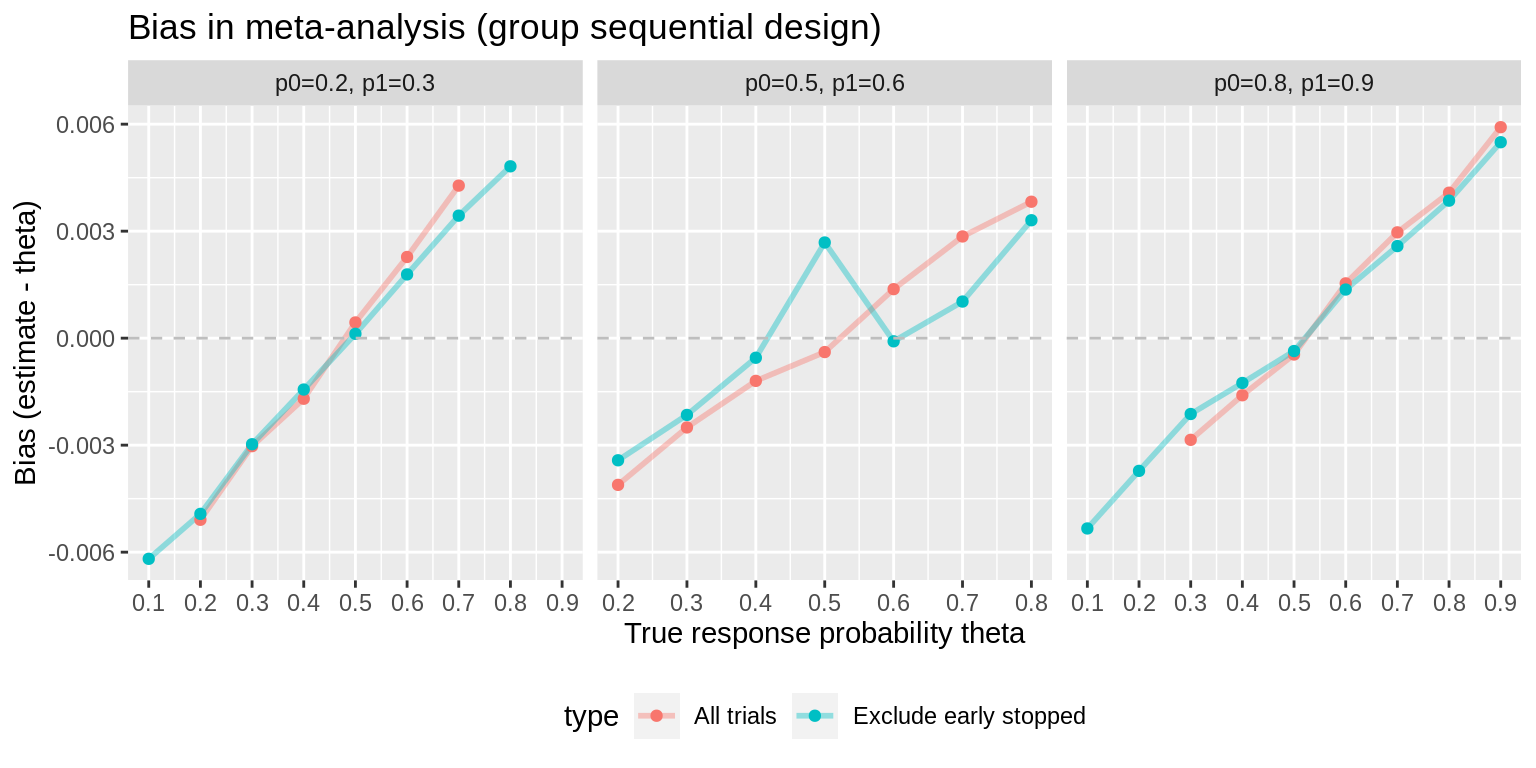 Bias in meta-analysis (group sequential design)
p0=0.2, p1=0.3
p0=0.5, p1=0.6
p0=0.8, p1=0.9
Bias (estimate - theta)
0.006
0.003
0.000
-0.003
-0.006
0.1 0.2 0.3 0.4 0.5 0.6 0.7 0.8 0.9
0.2 0.3 0.4 0.5 0.6 0.7 0.8
0.1 0.2 0.3 0.4 0.5 0.6 0.7 0.8 0.9
True response probability theta
type All trials Exclude early stopped